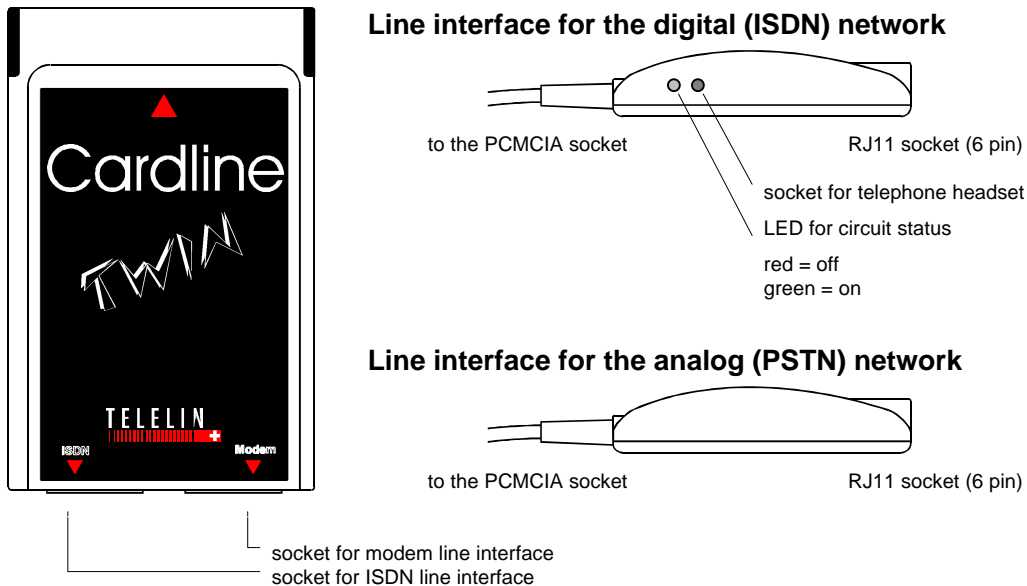 Cardline
TWIN
TELELIN
ISDN
Modem
socket for modem line interface
socket for ISDN line interface
Line interface for the digital (ISDN) network
to the PCMCIA socket
RJ11 socket (6 pin)
socket for telephone headset
LED for circuit status
red = off
green = on
Line interface for the analog (PSTN) network
to the PCMCIA socket
RJ11 socket (6 pin)